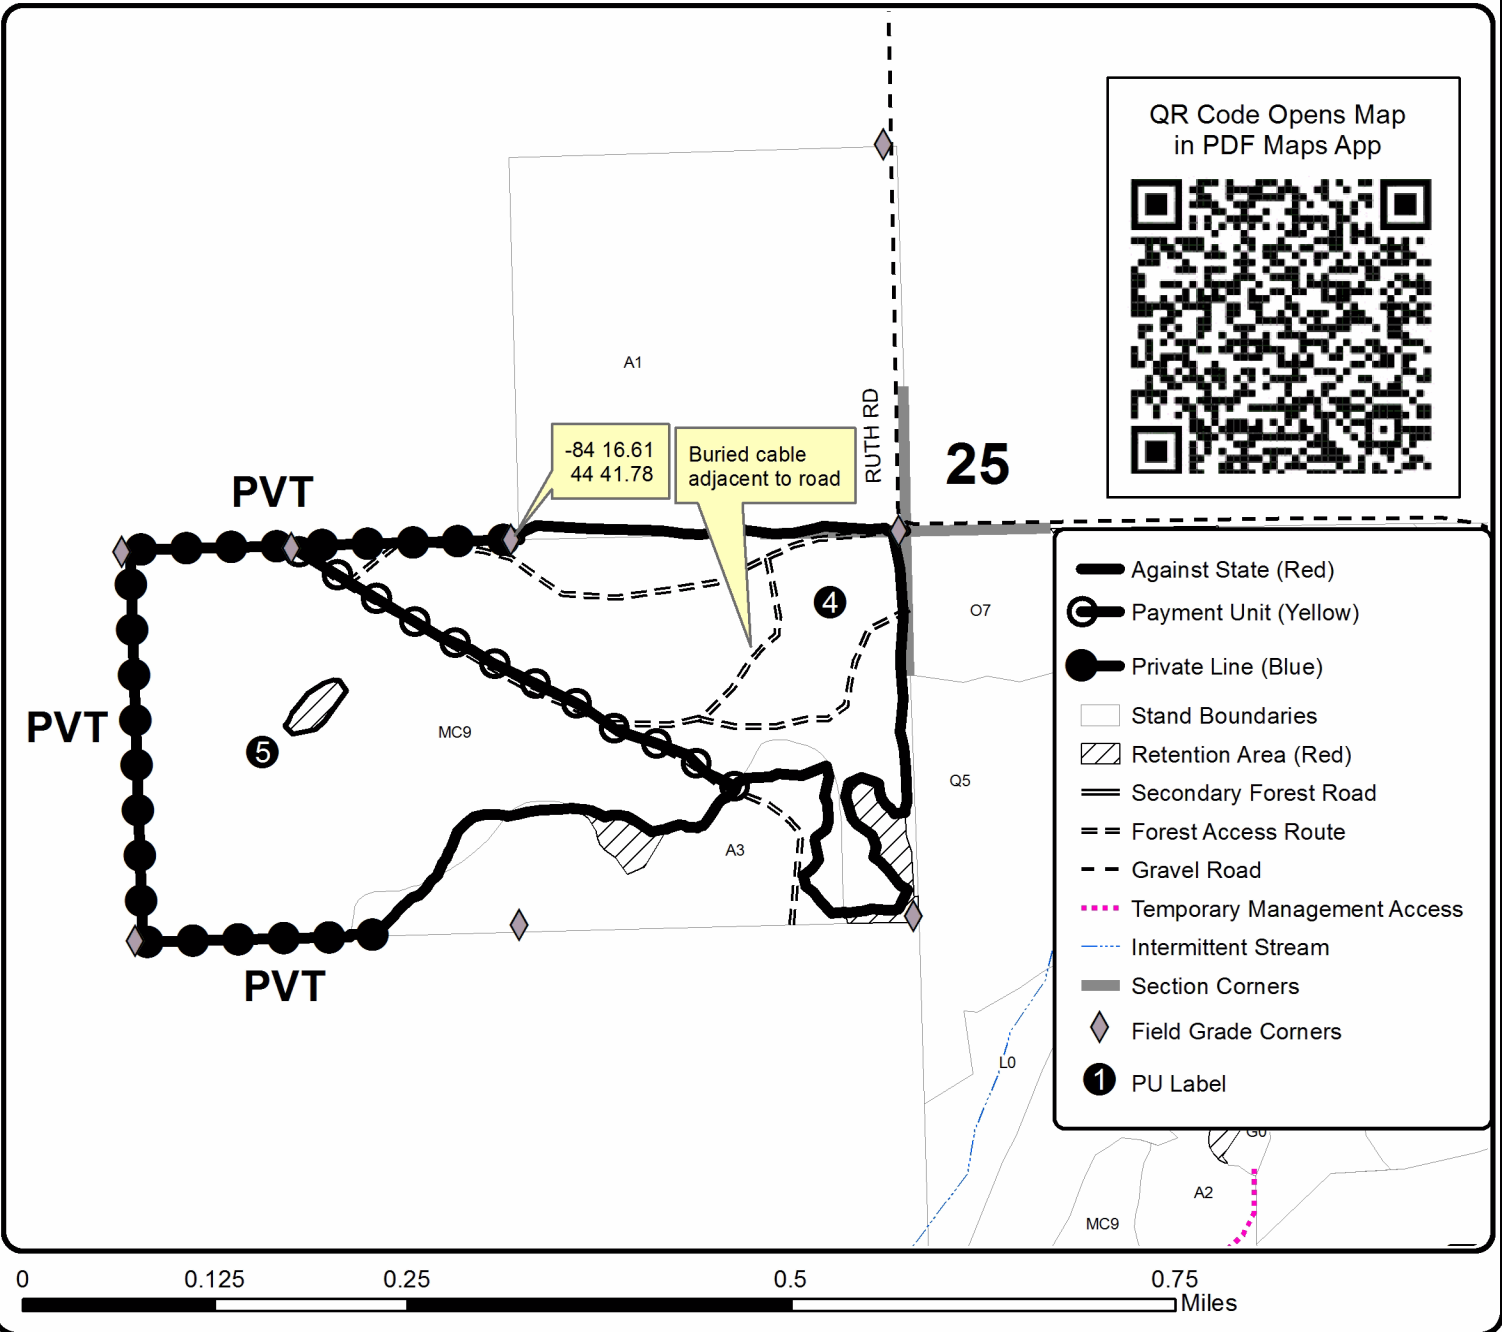 QR Code Opens Map
in PDF Maps App
A1
RUTH RD
25
-84 16.61
44 41.78
Buried cable
adjacent to road
PVT
4
O7
PVT
5
MC9
Q5
A3
PVT
L0
Against State (Red)
Payment Unit (Yellow)
Private Line (Blue)
Stand Boundaries
Retention Area (Red)
Secondary Forest Road
Forest Access Route
Gravel Road
Temporary Management Access
Intermittent Stream
Section Corners
Field Grade Corners
1 PU Label
G0
A2
MC9
0 0.125 0.25 0.5 0.75
Miles